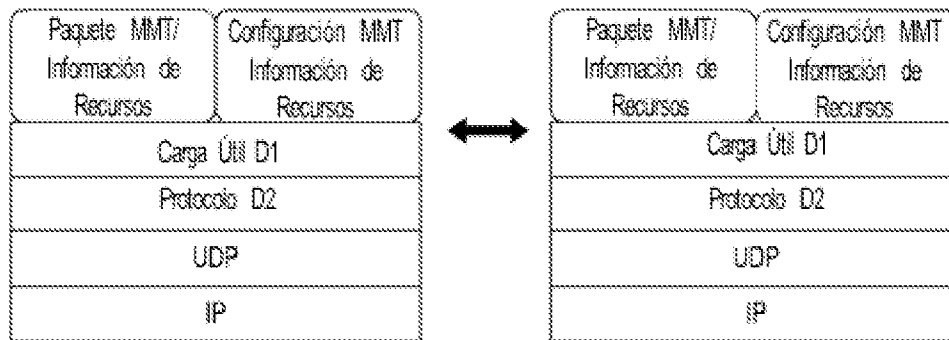 Paquete MMT/
Información de
Recursos
Configuración MMT
Información de
Recursos
Carga Útil D1
Protocolo D2
UDP
IP
Paquete MMT/
Información de
Recursos
Configuración MMT
Información de
Recursos
Carga Útil D1
Protocolo D2
UDP
IP